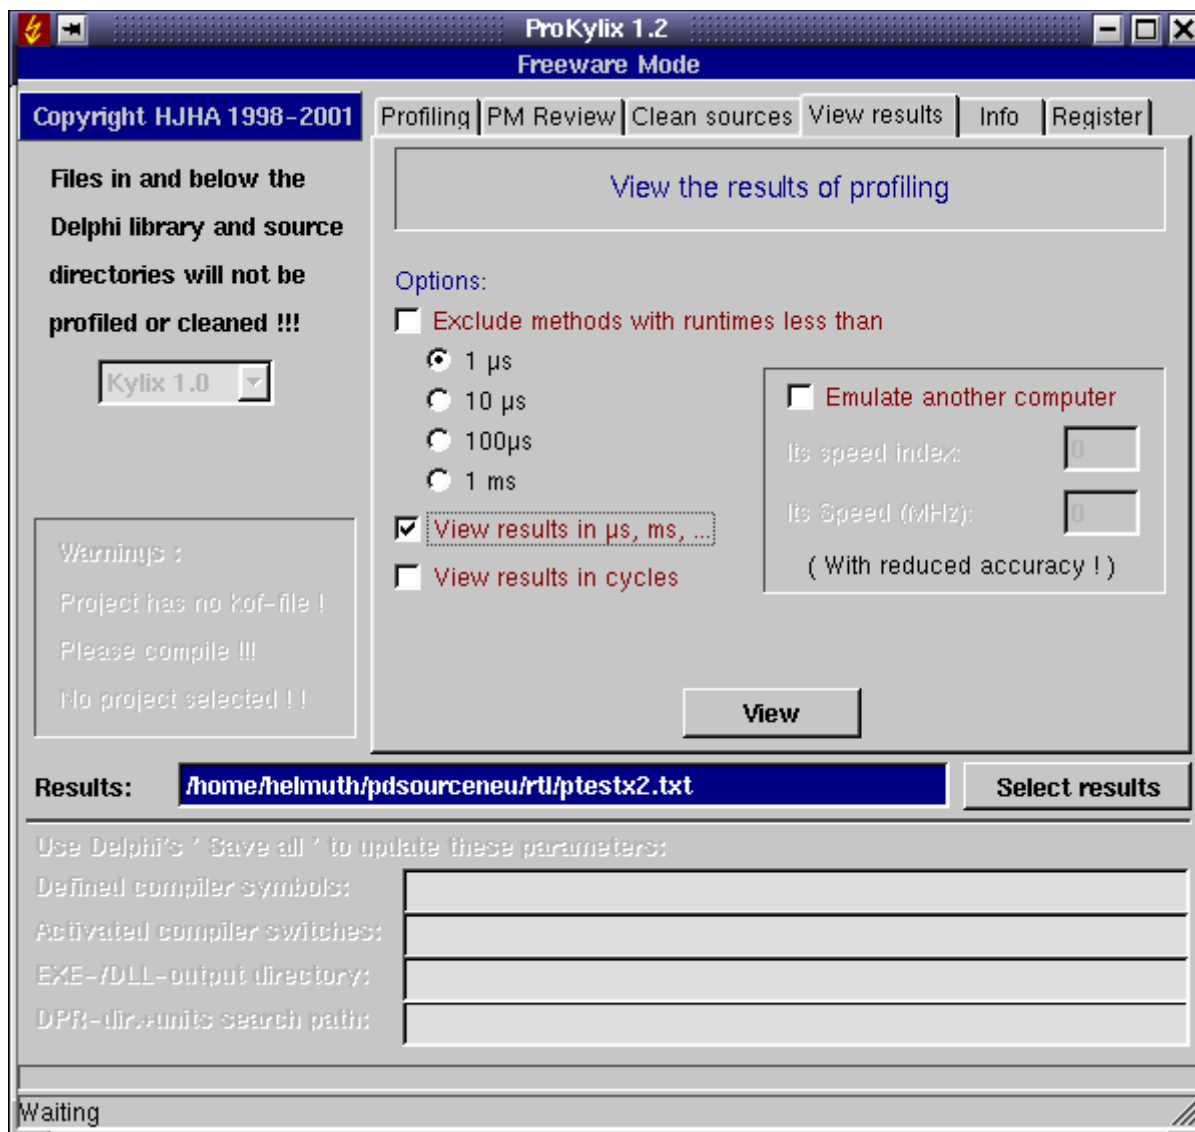 ProKylix 1.2
Freeware Mode
Copyright HJHA 1998-2001
Profiling PM Review Clean sources View results Info Register
Files in and below the
Delphi library and source
directories will not be
profiled or cleaned !!!
Kylix 1.0
Warnings :
Project has no kof-file !
Please compile !!!
No project selected ! !
View the results of profiling
Options:
Exclude methods with runtimes less than
1 µs
10 µs
100µs
1 ms
View results in µs, ms, ...
View results in cycles
Emulate another computer
Its speed index: 0
Its Speed (MHz): 0
( With reduced accuracy ! )
View
Results: /home/helmuth/pdsourceneu/rtl/ptestx2.txt Select results
Use Delphi's ' Save all ' to update these parameters:
Defined compiler symbols:
Activated compiler switches:
EXE-/DLL-output directory:
DPR-dir.+units search path:
Waiting